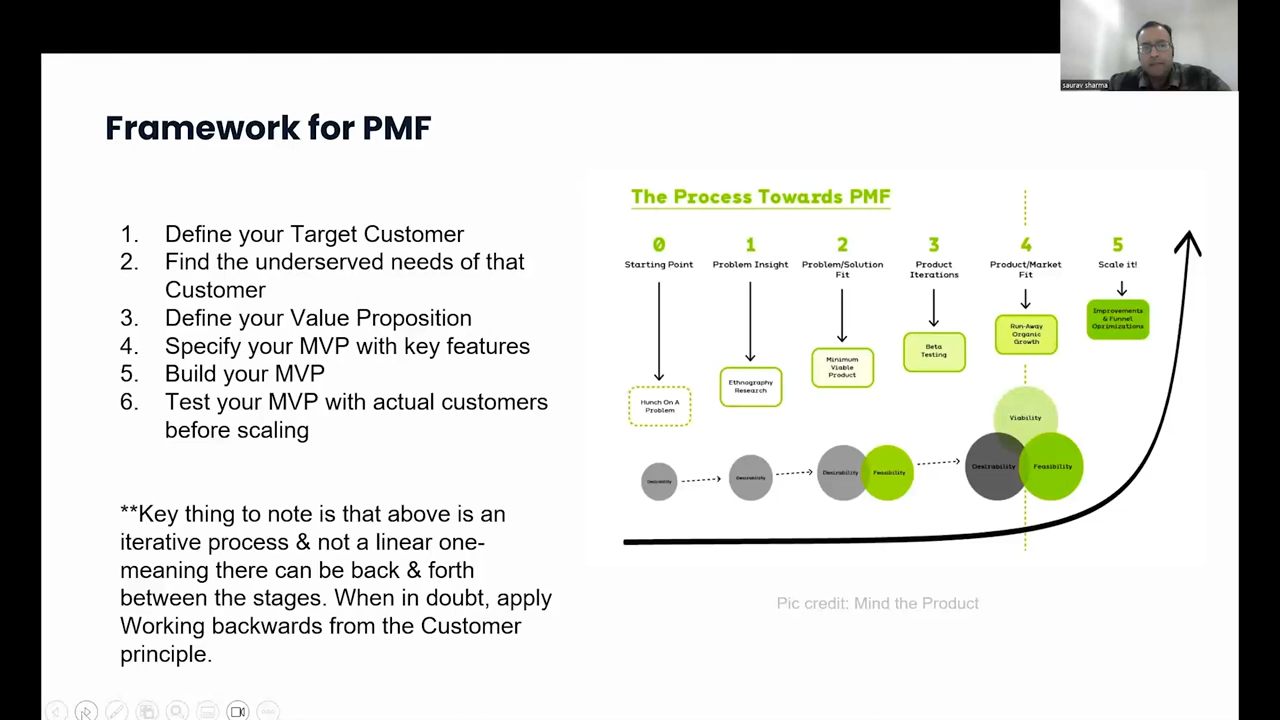 saurav sharma
Framework for PMF
1. Define your Target Customer
2. Find the underserved needs of that
Customer
3. Define your Value Proposition
4. Specify your MVP with key features
5. Build your MVP
6. Test your MVP with actual customers
before scaling
**Key thing to note is that above is an
iterative process & not a linear one-
meaning there can be back & forth
between the stages. When in doubt, apply
Working backwards from the Customer
principle.
The Process Towards PMF
0 1 2 3 4 5
Starting Point Problem Insight Problem/Solution Product Product/Market Scale it!
Fit Iterations Fit
Improvements
& Funnel
Oprimizations
Run-Away
Organic
Growth
Beta
Testing
Minimum
Viable
Product
Ethnography
Research
Hunch On A
Problem
Viability
Desirability Desirability Desirability Feasibility Desirability Feasibility
Pic credit: Mind the Product